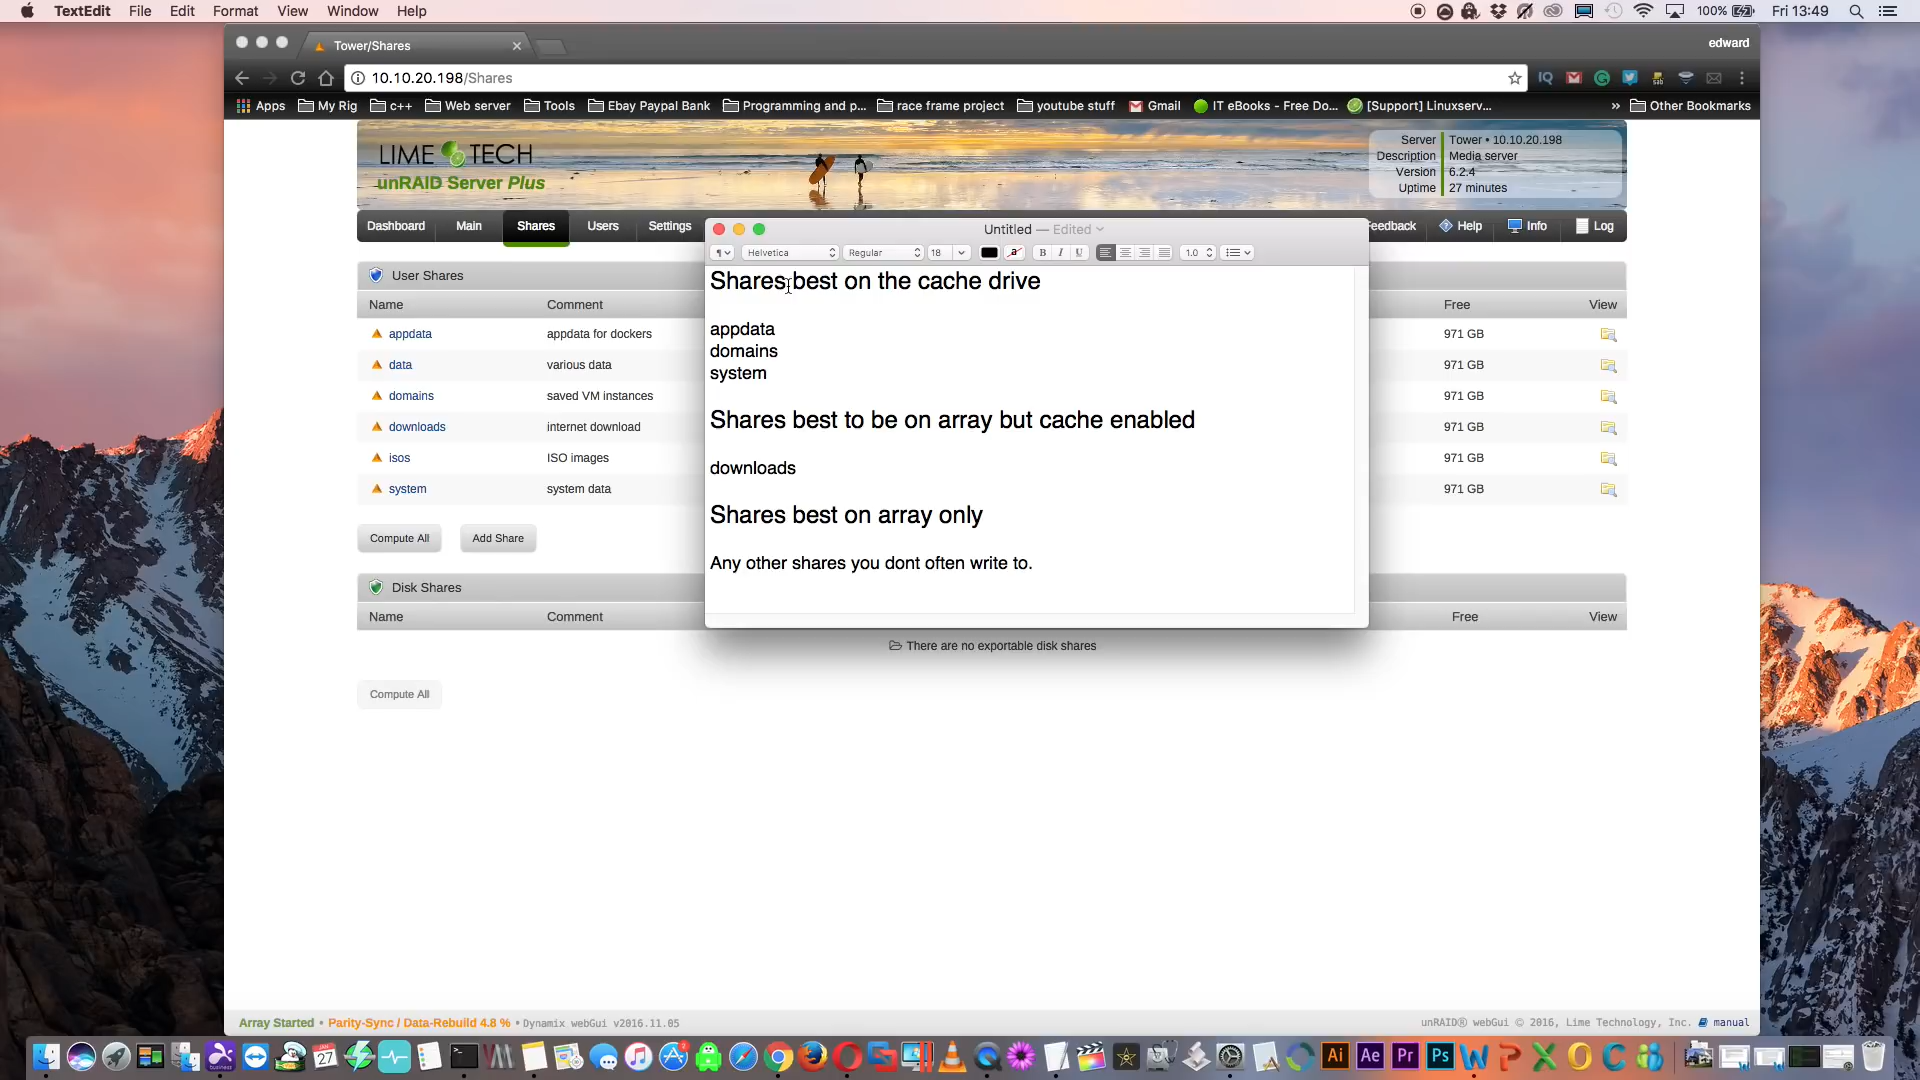 TextEdit File Edit Format View Window Help 100% Fri 13:49
Tower/Shares edward
10.10.20.198/Shares
Apps My Rig c++ Web server Tools Ebay Paypal Bank Programming and p... race frame project youtube stuff Gmail IT eBooks - Free Do... [Support] Linuxserv... » Other Bookmarks
LIME TECH
unRAID Server Plus
Server Tower • 10.10.20.198
Description Media server
Version 6.2.4
Uptime 27 minutes
Dashboard Main Shares Users Settings Feedback Help Info Log
Untitled — Edited
Helvetica Regular 18 B I U 1.0
User Shares
Name Comment Free View
appdata appdata for dockers 971 GB
data various data 971 GB
domains saved VM instances 971 GB
downloads internet download 971 GB
isos ISO images 971 GB
system system data 971 GB
Compute All Add Share
Disk Shares
Name Comment Free View
There are no exportable disk shares
Compute All
Shares best on the cache drive
appdata
domains
system
Shares best to be on array but cache enabled
downloads
Shares best on array only
Any other shares you dont often write to.
Array Started • Parity-Sync / Data-Rebuild 4.8 % • Dynamix webGui v2016.11.05
unRAID® webGui © 2016, Lime Technology, Inc. manual
JAN
27
Ai Ae Pr Ps